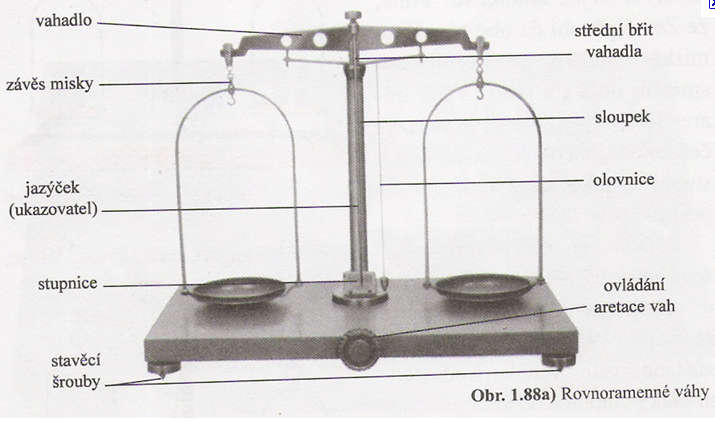 vahadlo
střední břit
vahadla
závěs misky
sloupek
jazýček
(ukazovatel)
olovnice
stupnice
ovládání
aretace vah
stavěcí
šrouby
Obr. 1.88a) Rovnoramenné váhy